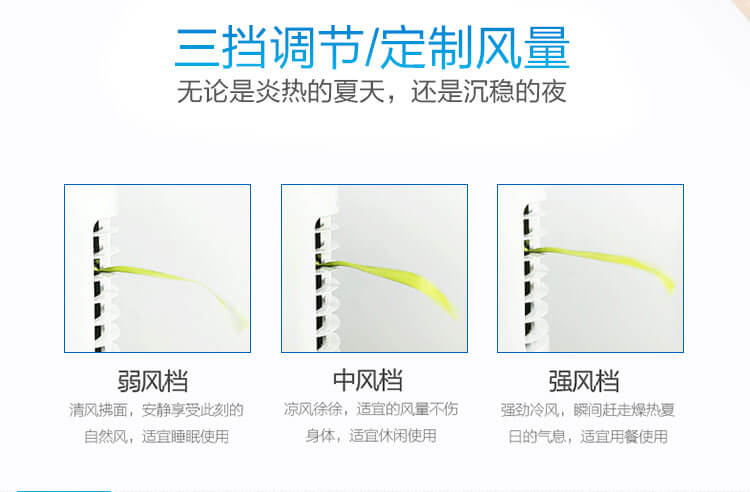 三挡调节/定制风量
无论是炎热的夏天，还是沉稳的夜
弱风档
清风拂面，安静享受此刻的
自然风，适宜睡眠使用
中风档
凉风徐徐，适宜的风量不伤
身体，适宜休闲使用
强风档
强劲冷风，瞬间赶走燥热夏
日的气息，适宜用餐使用